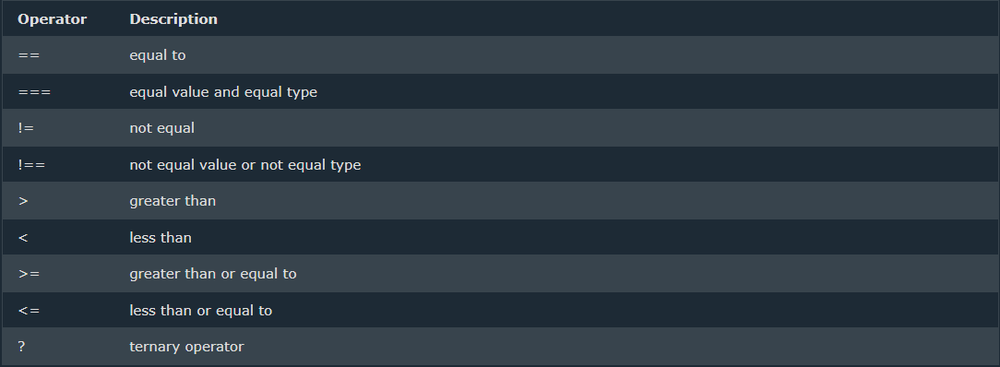 Operator Description
== equal to
=== equal value and equal type
!= not equal
!== not equal value or not equal type
> greater than
< less than
>= greater than or equal to
<= less than or equal to
? ternary operator